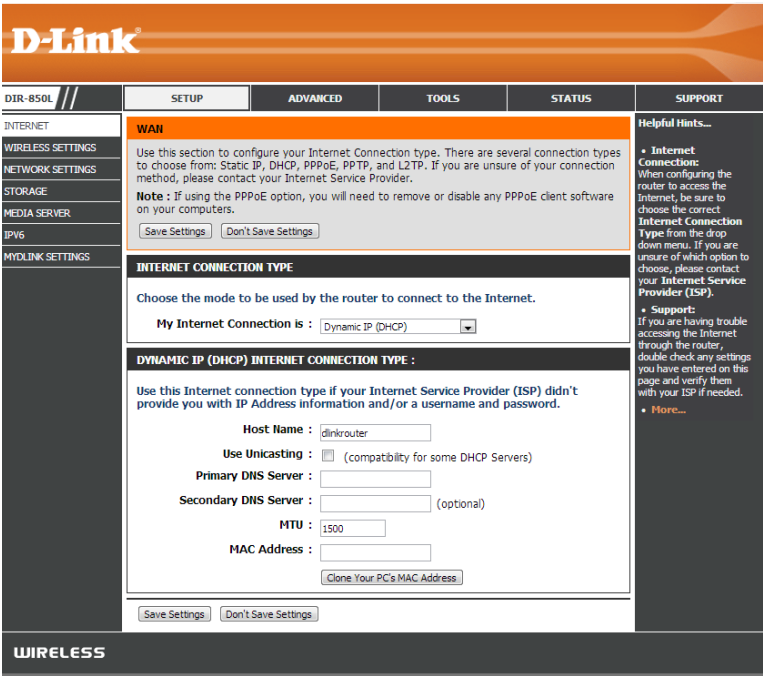 D-Link
DIR-850L // SETUP ADVANCED TOOLS STATUS SUPPORT
INTERNET
WIRELESS SETTINGS
NETWORK SETTINGS
STORAGE
MEDIA SERVER
IPV6
MYDLINK SETTINGS
WAN
Use this section to configure your Internet Connection type. There are several connection types
to choose from: Static IP, DHCP, PPPoE, PPTP, and L2TP. If you are unsure of your connection
method, please contact your Internet Service Provider.
Note : If using the PPPoE option, you will need to remove or disable any PPPoE client software
on your computers.
Save Settings Don't Save Settings
INTERNET CONNECTION TYPE
Choose the mode to be used by the router to connect to the Internet.
My Internet Connection is : Dynamic IP (DHCP)
DYNAMIC IP (DHCP) INTERNET CONNECTION TYPE :
Use this Internet connection type if your Internet Service Provider (ISP) didn't
provide you with IP Address information and/or a username and password.
Host Name : dlinkrouter
Use Unicasting : (compatibility for some DHCP Servers)
Primary DNS Server :
Secondary DNS Server : (optional)
MTU : 1500
MAC Address :
Clone Your PC's MAC Address
Save Settings Don't Save Settings
Helpful Hints...
• Internet
Connection:
When configuring the
router to access the
Internet, be sure to
choose the correct
Internet Connection
Type from the drop
down menu. If you are
unsure of which option to
choose, please contact
your Internet Service
Provider (ISP).
• Support:
If you are having trouble
accessing the Internet
through the router,
double check any settings
you have entered on this
page and verify them
with your ISP if needed.
• More...
WIRELESS